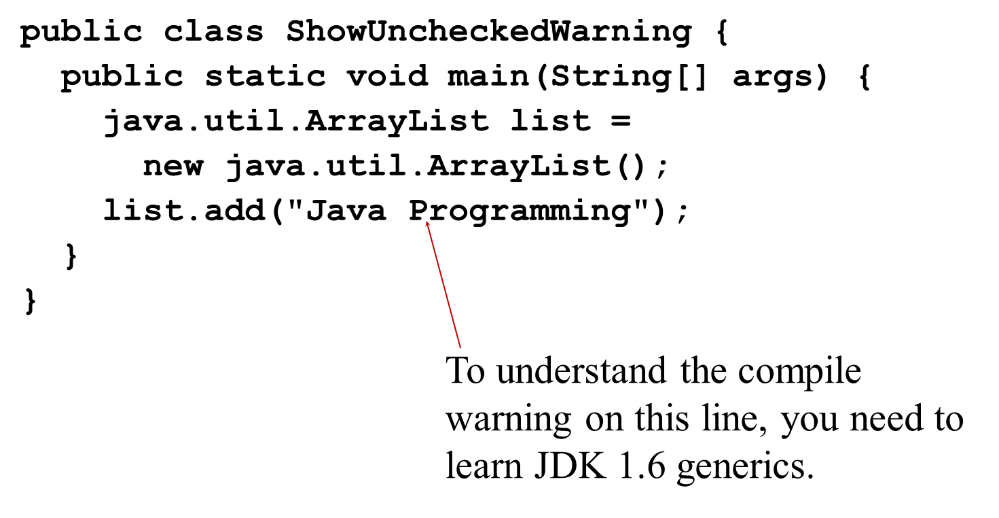 public class ShowUncheckedWarning {
  public static void main(String[] args) {
    java.util.ArrayList list =
      new java.util.ArrayList();
    list.add("Java Programming");
  }
}
To understand the compile
warning on this line, you need to
learn JDK 1.6 generics.